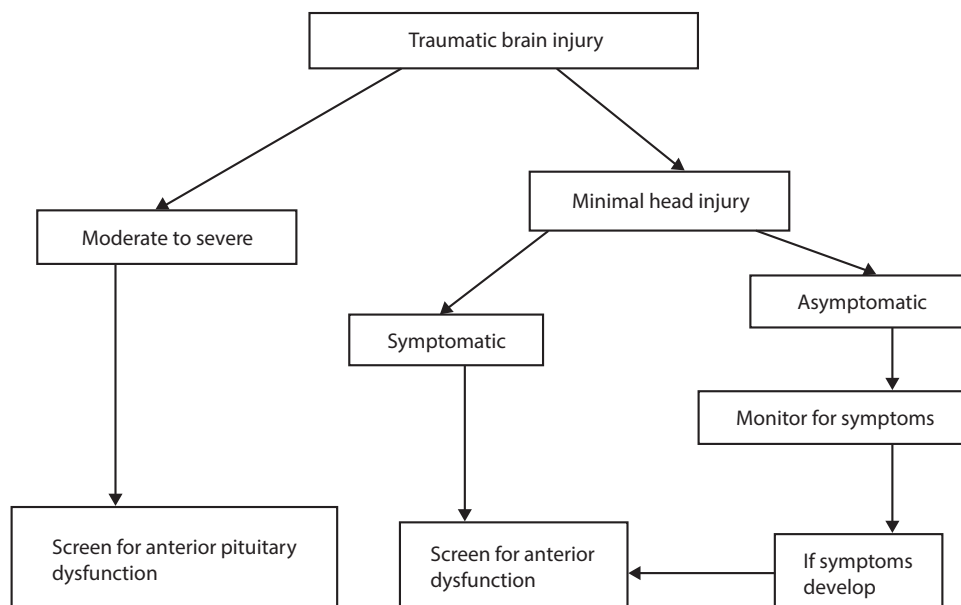 Traumatic brain injury
Minimal head injury
Moderate to severe
Asymptomatic
Symptomatic
Monitor for symptoms
Screen for anterior pituitary
dysfunction
Screen for anterior
dysfunction
If symptoms
develop